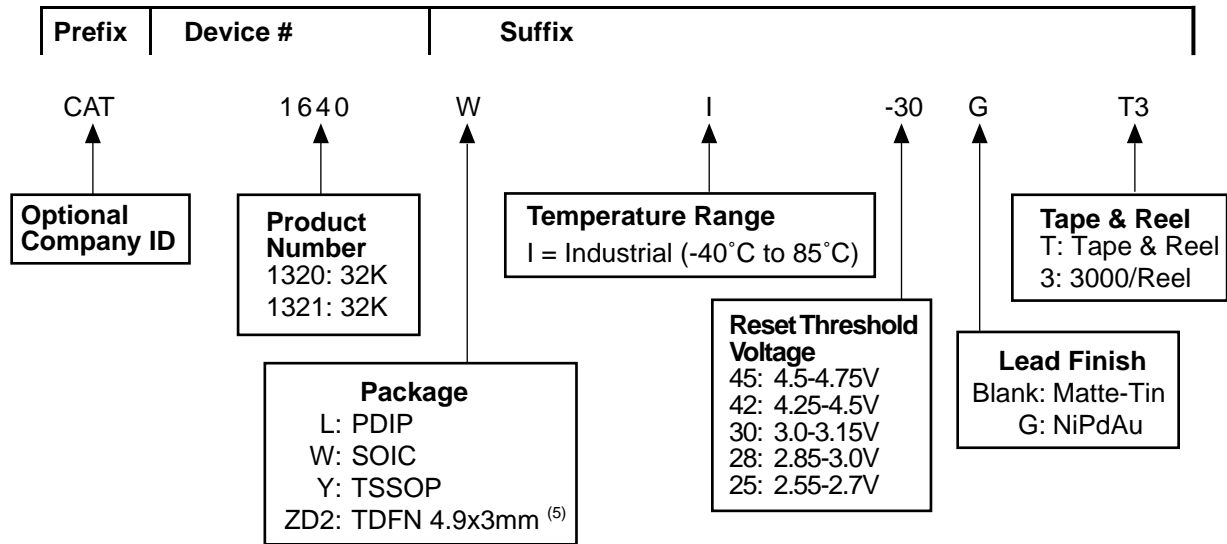 Prefix Device # Suffix
CAT 1640 W I -30 G T3
Optional
Company ID
Product
Number
1320: 32K
1321: 32K
Temperature Range
I = Industrial (-40˚C to 85˚C)
Tape & Reel
T: Tape & Reel
3: 3000/Reel
Package
L: PDIP
W: SOIC
Y: TSSOP
ZD2: TDFN 4.9x3mm (5)
Reset Threshold
Voltage
45: 4.5-4.75V
42: 4.25-4.5V
30: 3.0-3.15V
28: 2.85-3.0V
25: 2.55-2.7V
Lead Finish
Blank: Matte-Tin
G: NiPdAu